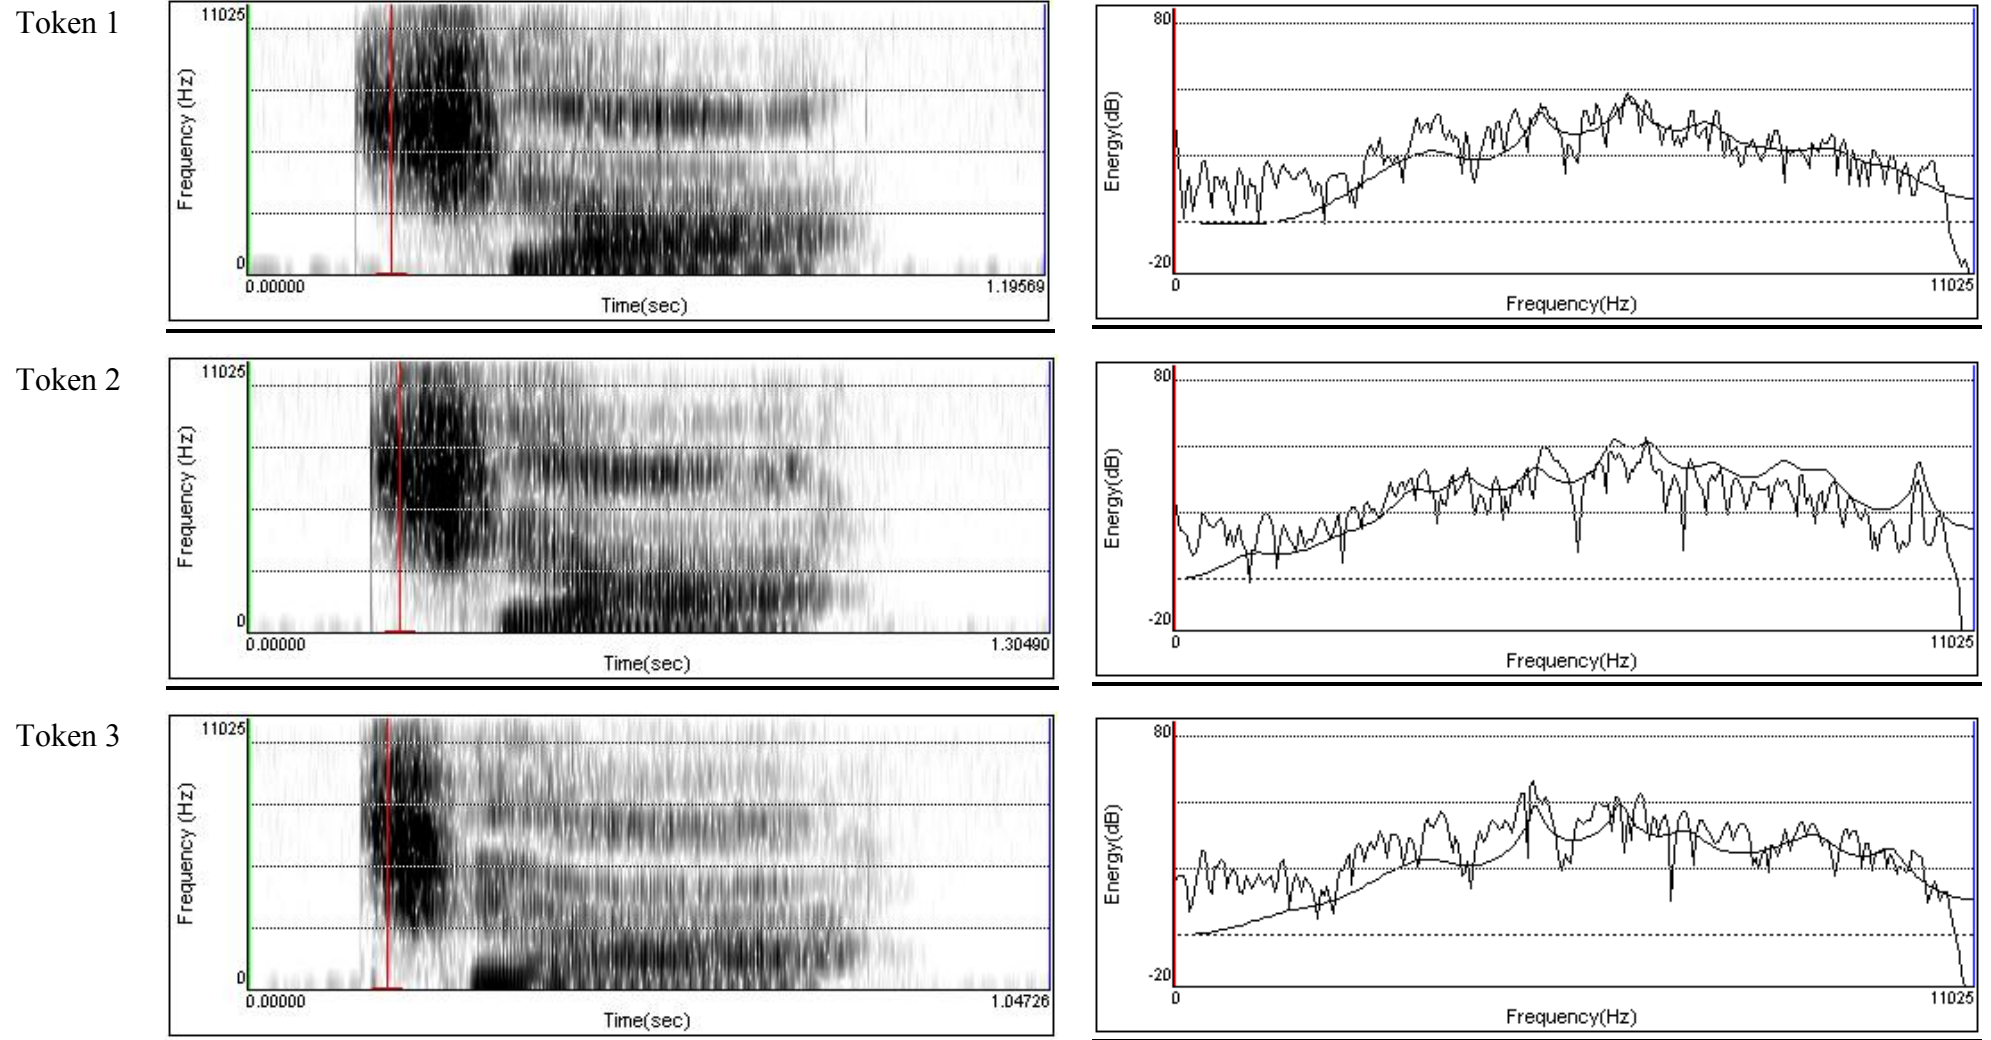 Token 1
11025
Frequency (Hz)
0
0.00000
1.19569
Time(sec)
80
Energy(dB)
-20
0
11025
Frequency(Hz)
Token 2
11025
Frequency (Hz)
0
0.00000
1.30490
Time(sec)
80
Energy(dB)
-20
0
11025
Frequency(Hz)
Token 3
11025
Frequency (Hz)
0
0.00000
1.04726
Time(sec)
80
Energy(dB)
-20
0
11025
Frequency(Hz)